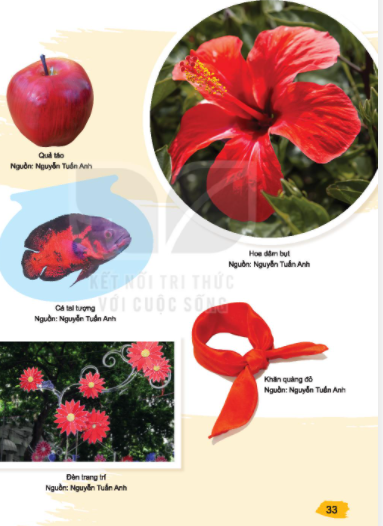 Quả táo
Nguồn: Nguyễn Tuấn Anh
Hoa dâm bụt
Nguồn: Nguyễn Tuấn Anh
KẾT NỐI TRI THỨC
VỚI CUỘC SỐNG
Cá tai tượng
Nguồn: Nguyễn Tuấn Anh
Khăn quàng đỏ
Nguồn: Nguyễn Tuấn Anh
Đèn trang trí
Nguồn: Nguyễn Tuấn Anh
33